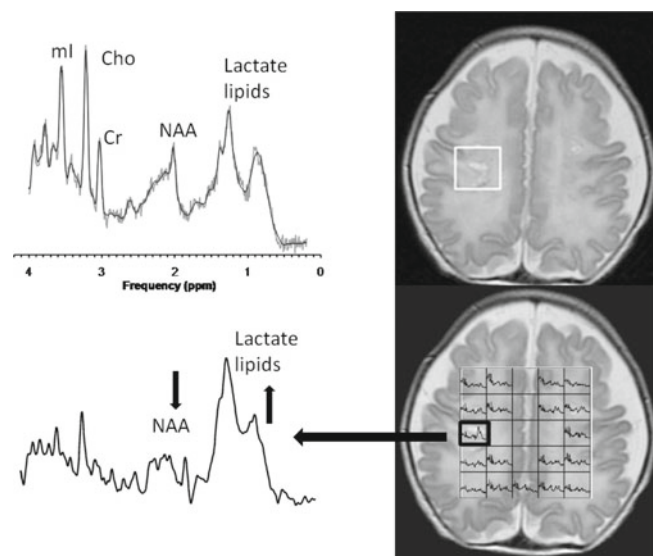 mI
Cho
Cr
NAA
Lactate
lipids
4 3 2 1 0
Frequency (ppm)
Lactate
lipids
NAA